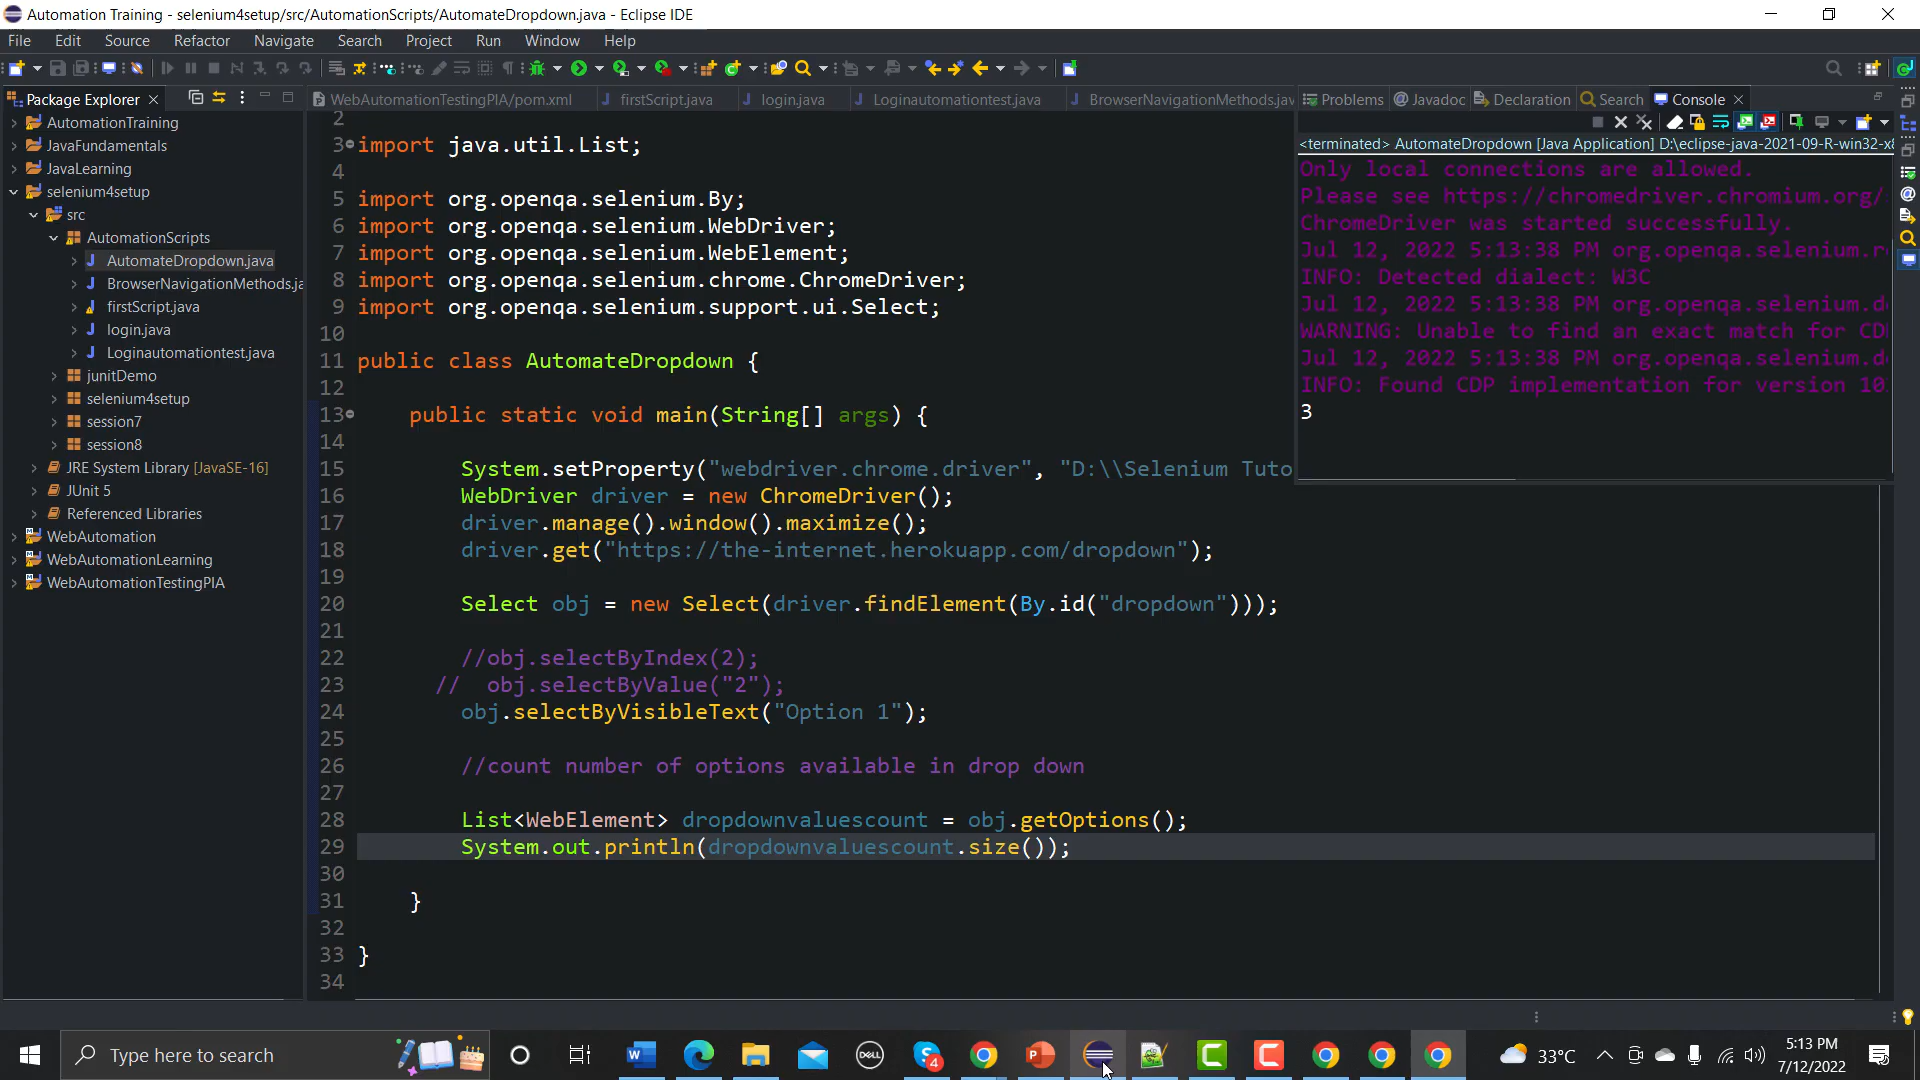 Automation Training - selenium4setup/src/AutomationScripts/AutomateDropdown.java - Eclipse IDE
File Edit Source Refactor Navigate Search Project Run Window Help
Package Explorer
AutomationTraining
JavaFundamentals
JavaLearning
selenium4setup
src
AutomationScripts
AutomateDropdown.java
BrowserNavigationMethods.ja
firstScript.java
login.java
Loginautomationtest.java
junitDemo
selenium4setup
session7
session8
JRE System Library [JavaSE-16]
JUnit 5
Referenced Libraries
WebAutomation
WebAutomationLearning
WebAutomationTestingPIA
WebAutomationTestingPIA/pom.xml firstScript.java login.java Loginautomationtest.java BrowserNavigationMethods.jav
2
3 import java.util.List;
4
5 import org.openqa.selenium.By;
6 import org.openqa.selenium.WebDriver;
7 import org.openqa.selenium.WebElement;
8 import org.openqa.selenium.chrome.ChromeDriver;
9 import org.openqa.selenium.support.ui.Select;
10
11 public class AutomateDropdown {
12
13 public static void main(String[] args) {
14
15 System.setProperty("webdriver.chrome.driver", "D:\\Selenium Tuto
16 WebDriver driver = new ChromeDriver();
17 driver.manage().window().maximize();
18 driver.get("https://the-internet.herokuapp.com/dropdown");
19
20 Select obj = new Select(driver.findElement(By.id("dropdown")));
21
22 //obj.selectByIndex(2);
23 // obj.selectByValue("2");
24 obj.selectByVisibleText("Option 1");
25
26 //count number of options available in drop down
27
28 List<WebElement> dropdownvaluescount = obj.getOptions();
29 System.out.println(dropdownvaluescount.size());
30
31 }
32
33 }
34
Problems Javadoc Declaration Search Console
<terminated> AutomateDropdown [Java Application] D:\eclipse-java-2021-09-R-win32-x8
Only local connections are allowed.
Please see https://chromedriver.chromium.org/
ChromeDriver was started successfully.
Jul 12, 2022 5:13:38 PM org.openqa.selenium.re
INFO: Detected dialect: W3C
Jul 12, 2022 5:13:38 PM org.openqa.selenium.de
WARNING: Unable to find an exact match for CD
Jul 12, 2022 5:13:38 PM org.openqa.selenium.de
INFO: Found CDP implementation for version 10
3
Type here to search
DELL
4
33°C
5:13 PM
7/12/2022